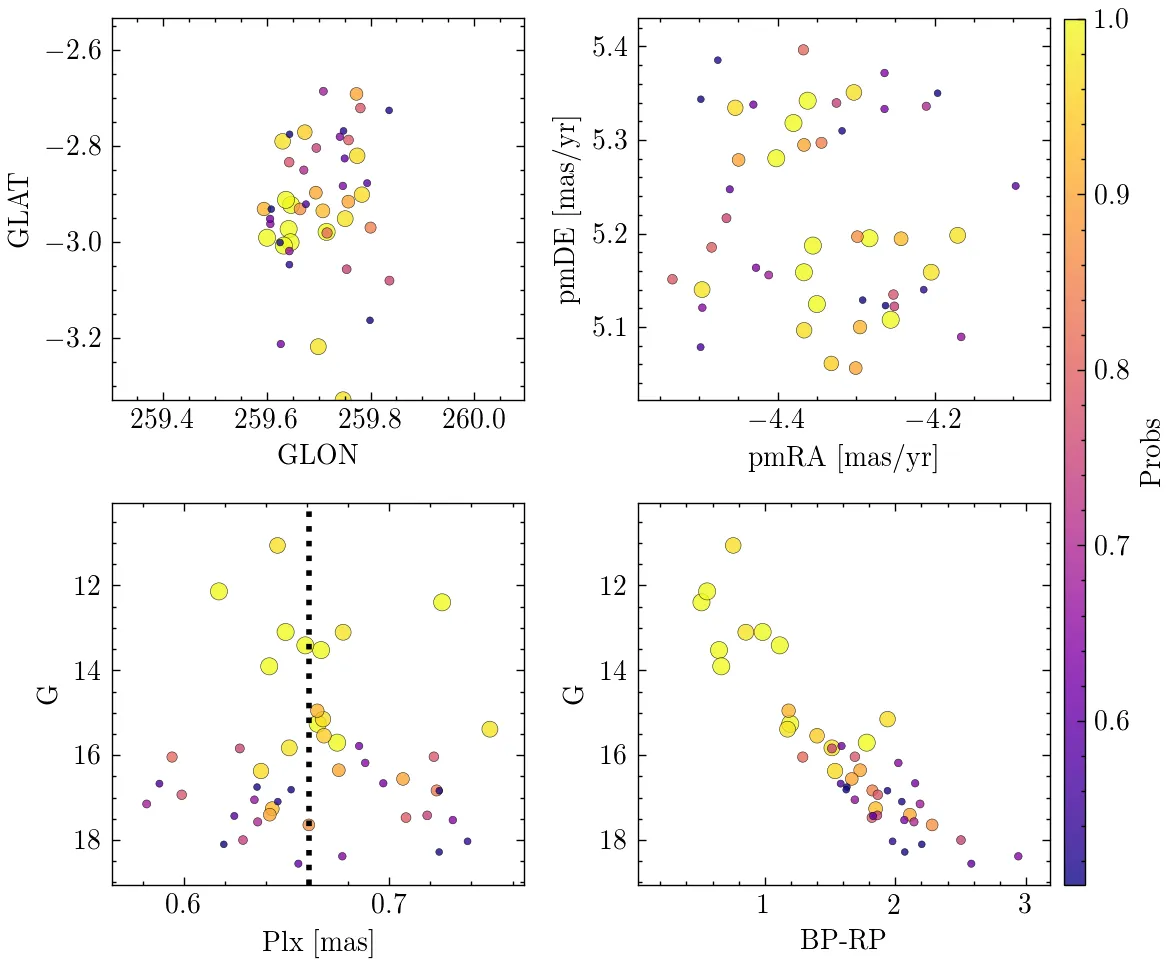 −2.6
−2.8
−3.0
−3.2
GLAT
259.4 259.6 259.8 260.0
GLON
5.4
5.3
5.2
5.1
pmDE [mas/yr]
−4.4 −4.2
pmRA [mas/yr]
1.0
0.9
0.8
0.7
0.6
Probs
12
14
16
18
G
0.6 0.7
Plx [mas]
12
14
16
18
G
1 2 3
BP-RP